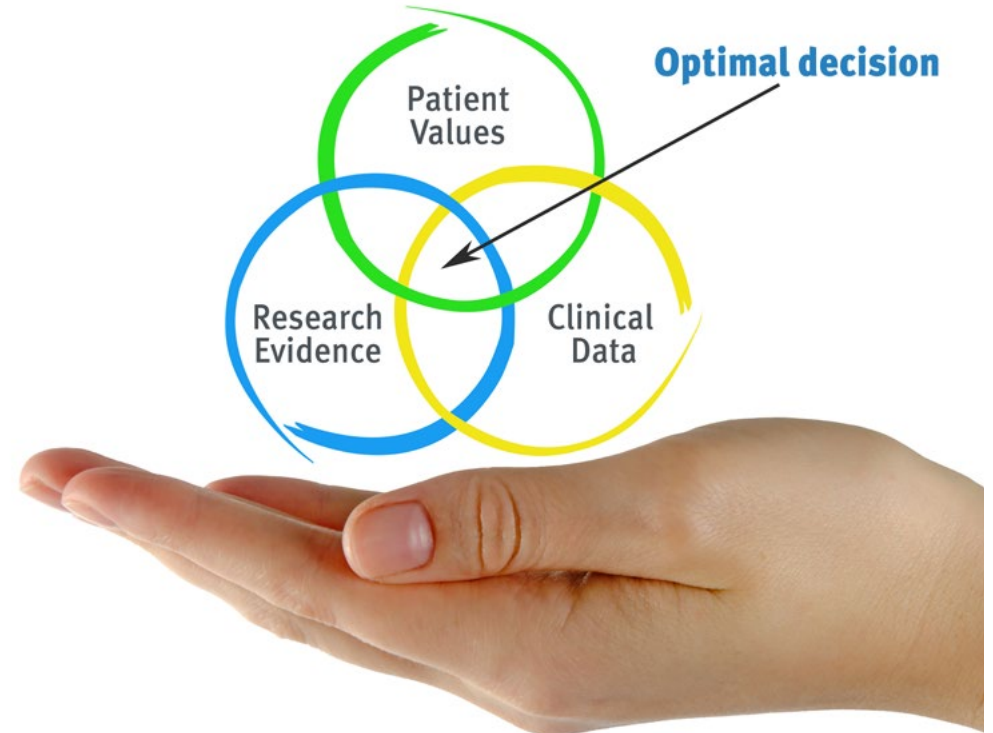 Optimal decision
Patient
Values
Research
Evidence
Clinical
Data